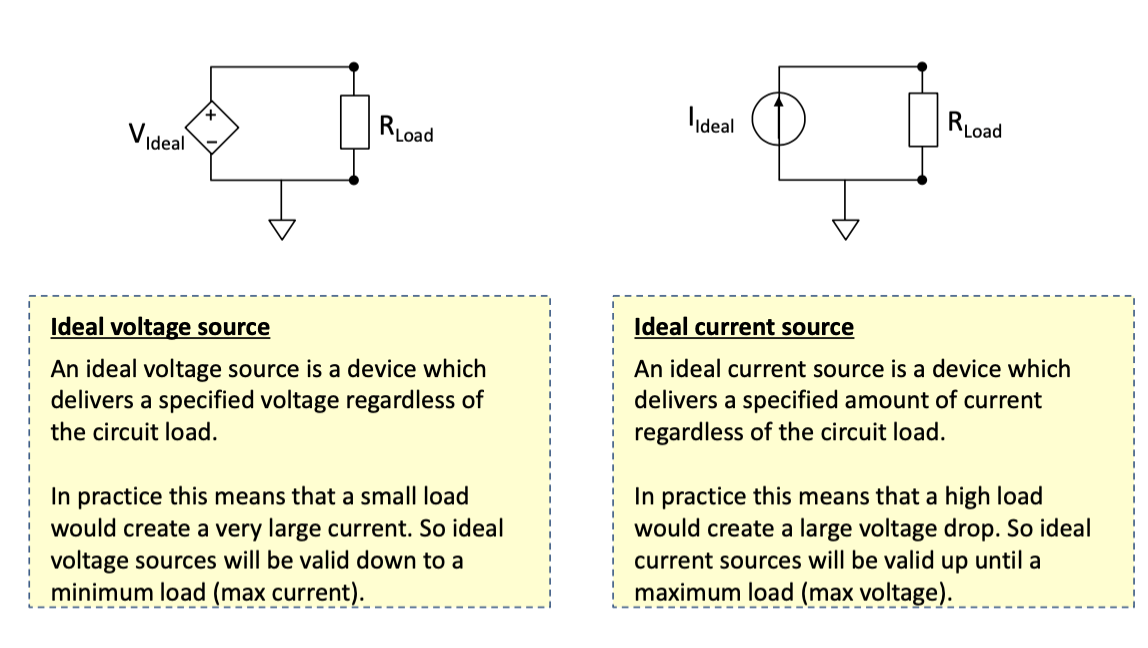 V Ideal
+
−
R Load
I Ideal
R Load
Ideal voltage source
An ideal voltage source is a device which
delivers a specified voltage regardless of
the circuit load.
In practice this means that a small load
would create a very large current. So ideal
voltage sources will be valid down to a
minimum load (max current).
Ideal current source
An ideal current source is a device which
delivers a specified amount of current
regardless of the circuit load.
In practice this means that a high load
would create a large voltage drop. So ideal
current sources will be valid up until a
maximum load (max voltage).